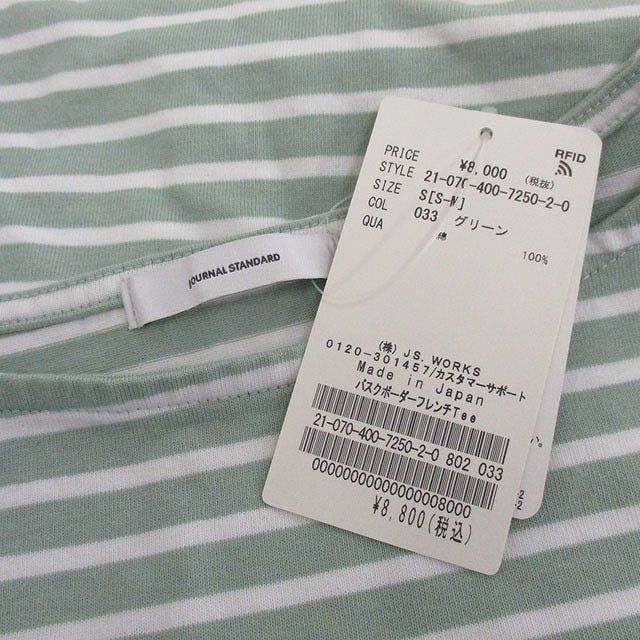 JOURNAL STANDARD
RFID
PRICE ¥8,000 (税抜)
STYLE 21-070-400-7250-2-0
SIZE S[S-M]
COL 033 グリーン
QUA 綿 100%
(株) JS. WORKS
0120-301457/カスタマーサポート
Made in Japan
バスクボーダーフレンチTee
21-070-400-7250-2-0 802 033
00000000000000008000
¥8,800(税込)
い。